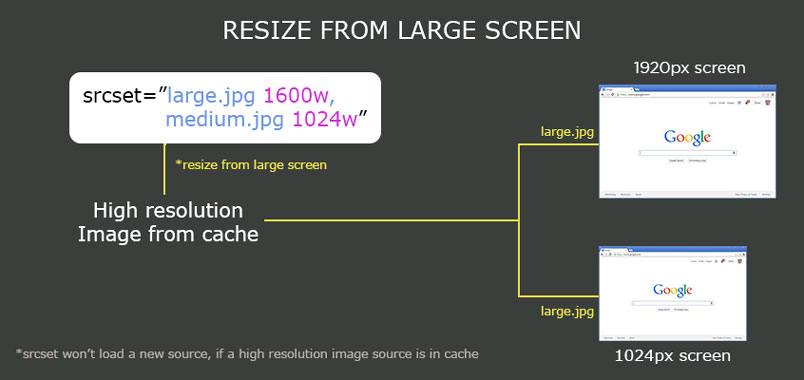 RESIZE FROM LARGE SCREEN
srcset=”large.jpg 1600w,
medium.jpg 1024w”
*resize from large screen
High resolution
Image from cache
1920px screen
large.jpg
Google
large.jpg
Google
1024px screen
*srcset won’t load a new source, if a high resolution image source is in cache